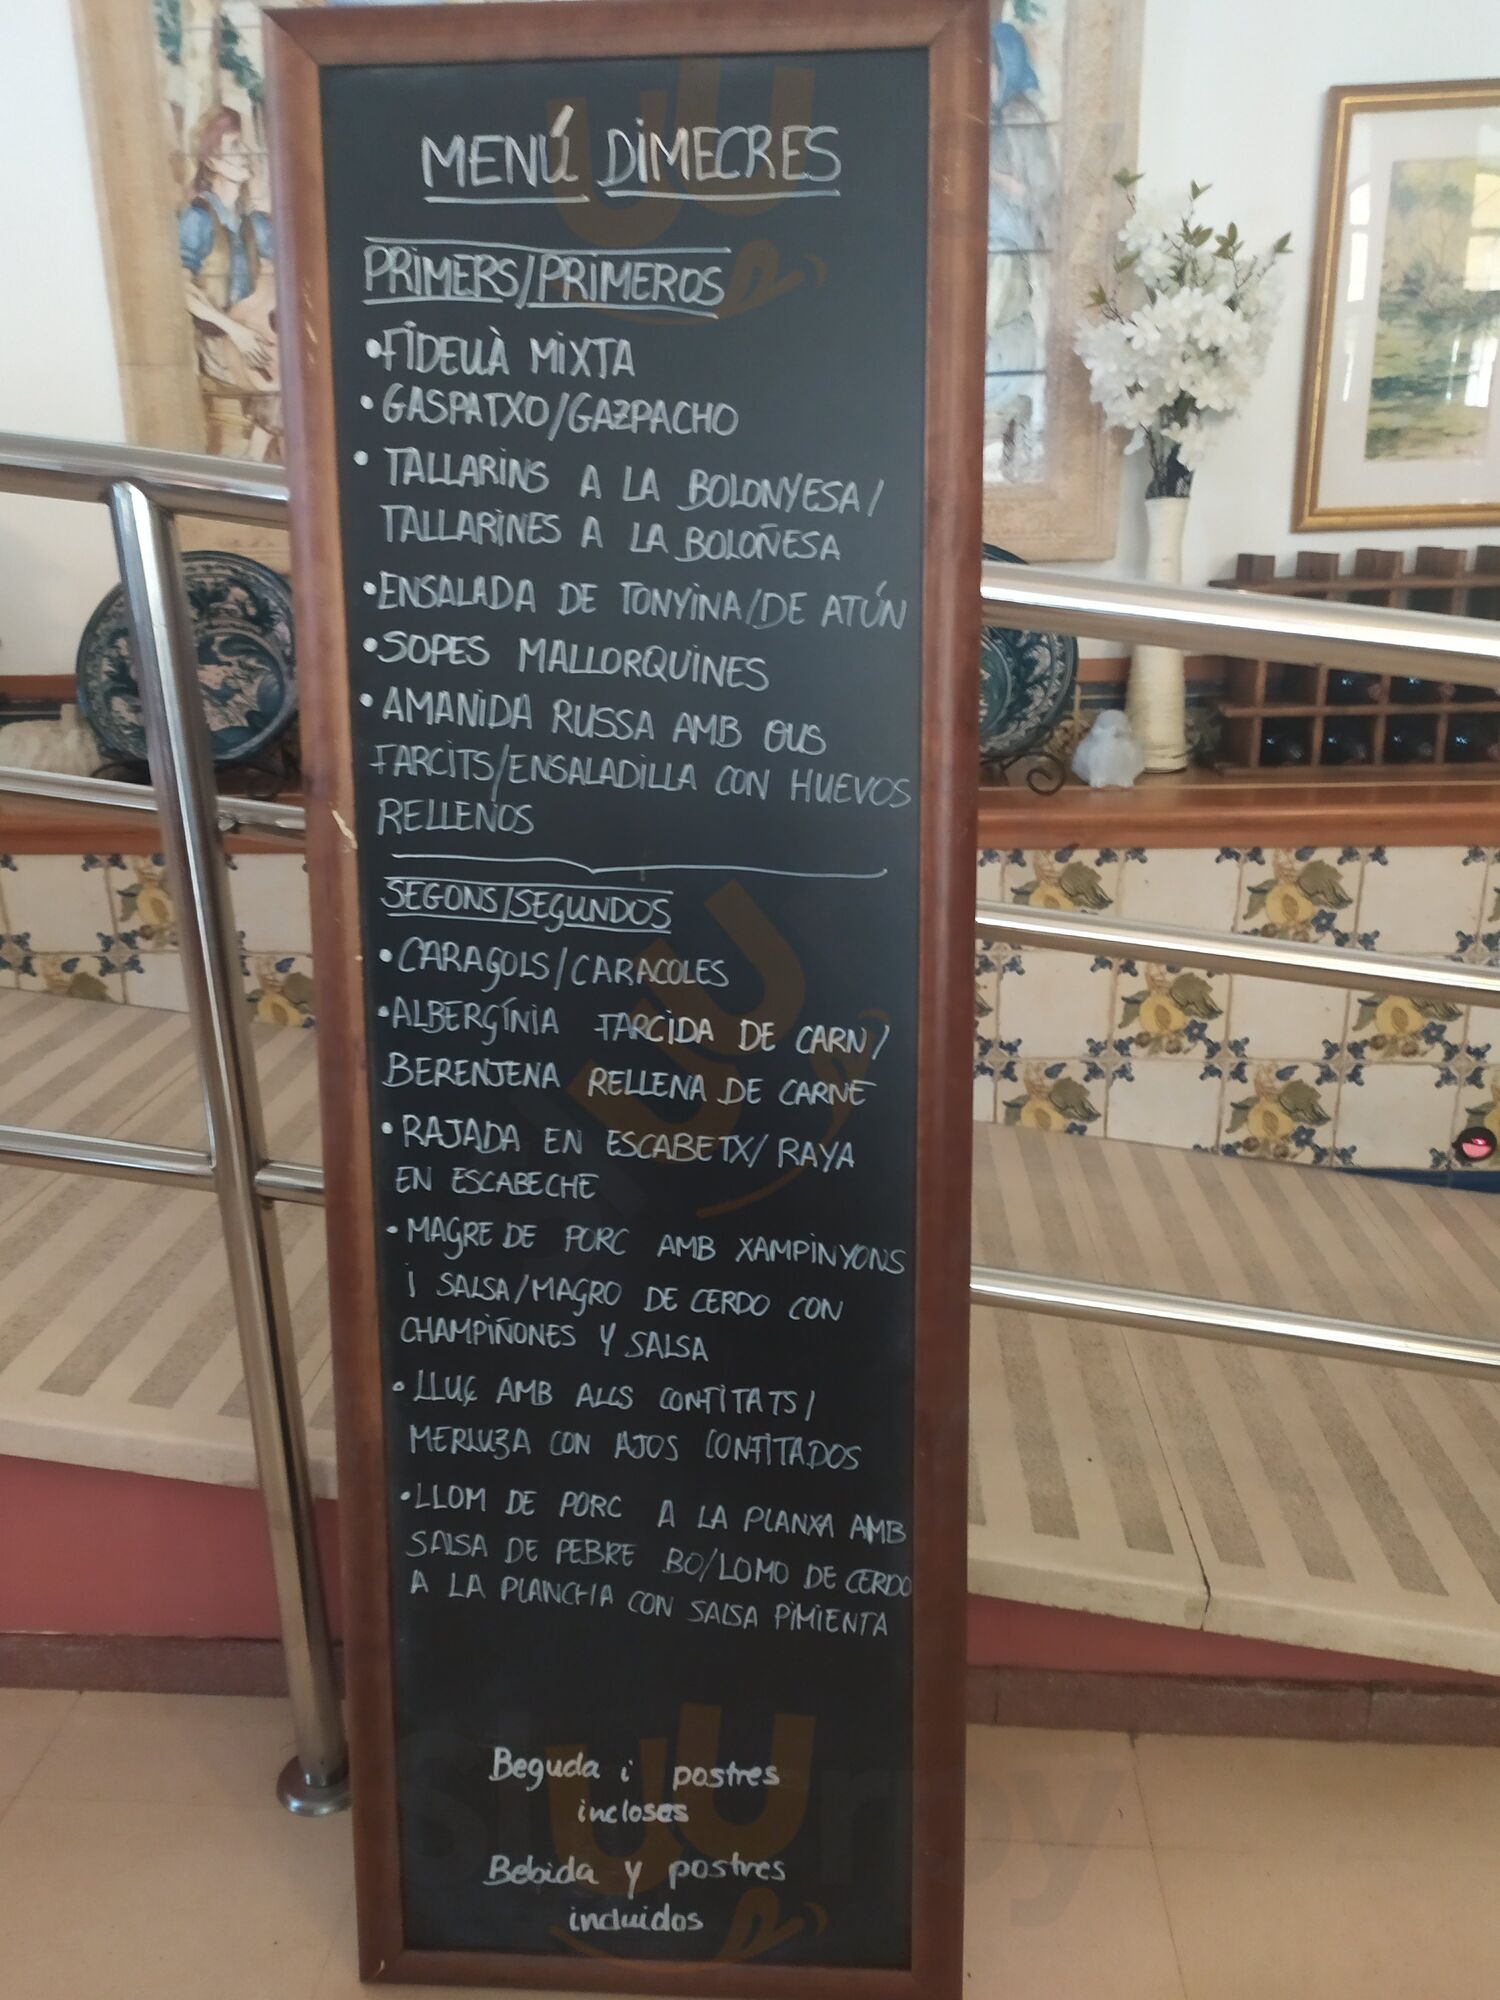 MENÚ DIMECRES
PRIMERS/PRIMEROS
•FIDEUÀ MIXTA
•GASPATXO/GAZPACHO
•TALLARINS A LA BOLONYESA/
TALLARINES A LA BOLOÑESA
•ENSALADA DE TONYINA/DE ATÚN
•SOPES MALLORQUINES
•AMANIDA RUSSA AMB OUS
FARCITS/ENSALADILLA CON HUEVOS
RELLENOS
SEGONS/SEGUNDOS
•CARAGOLS/CARACOLES
•ALBERGÍNIA FARCIDA DE CARN/
BERENJENA RELLENA DE CARNE
•RAJADA EN ESCABETX/RAYA
EN ESCABECHE
•MAGRE DE PORC AMB XAMPINYONS
I SALSA/MAGRO DE CERDO CON
CHAMPIÑONES Y SALSA
•LLUÇ AMB ALLS CONFITATS/
MERLUZA CON AJOS CONFITADOS
•LLOM DE PORC A LA PLANXA AMB
SALSA DE PEBRE BO/LOMO DE CERDO
A LA PLANCHA CON SALSA PIMIENTA
Beguda i postres
incloses
Bebida y postres
incluidos